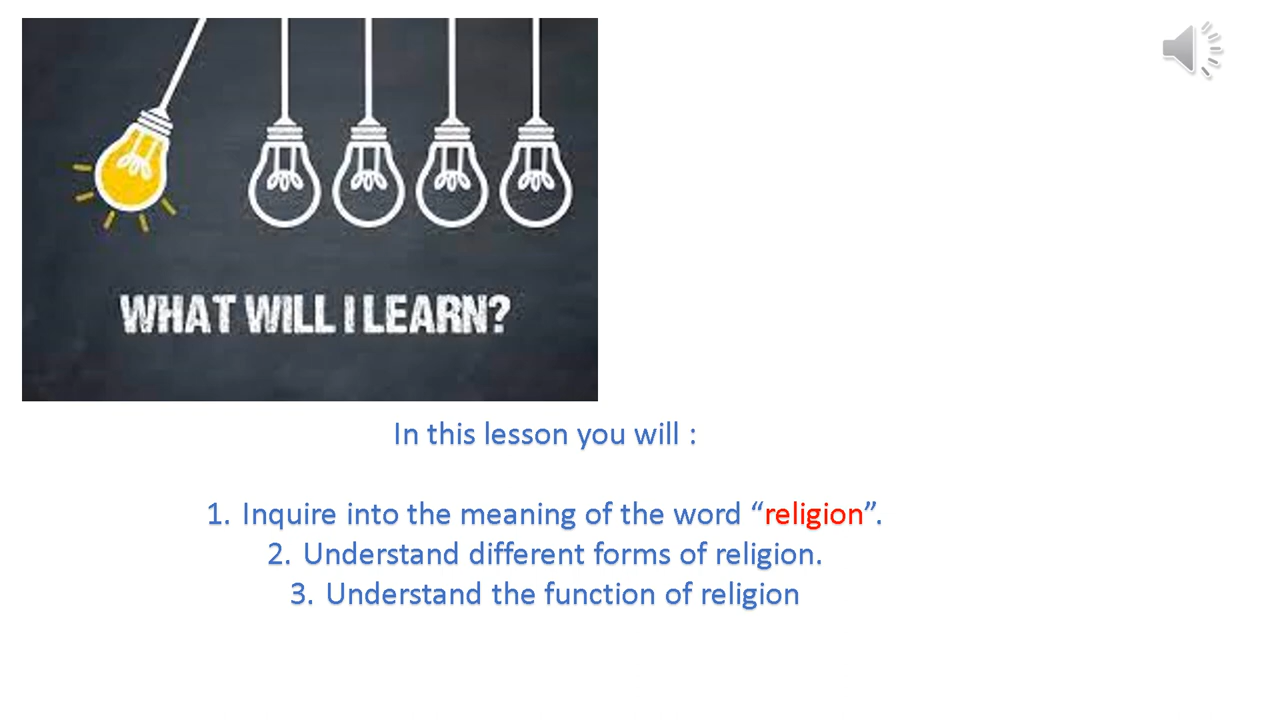 WHAT WILL I LEARN?
In this lesson you will :
1. Inquire into the meaning of the word “religion”.
2. Understand different forms of religion.
3. Understand the function of religion